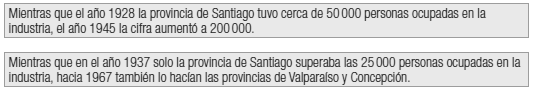 Mientras que el año 1928 la provincia de Santiago tuvo cerca de 50 000 personas ocupadas en la
industria, el año 1945 la cifra aumentó a 200 000.
Mientras que en el año 1937 solo la provincia de Santiago superaba las 25 000 personas ocupadas en la
industria, hacia 1967 también lo hacían las provincias de Valparaíso y Concepción.